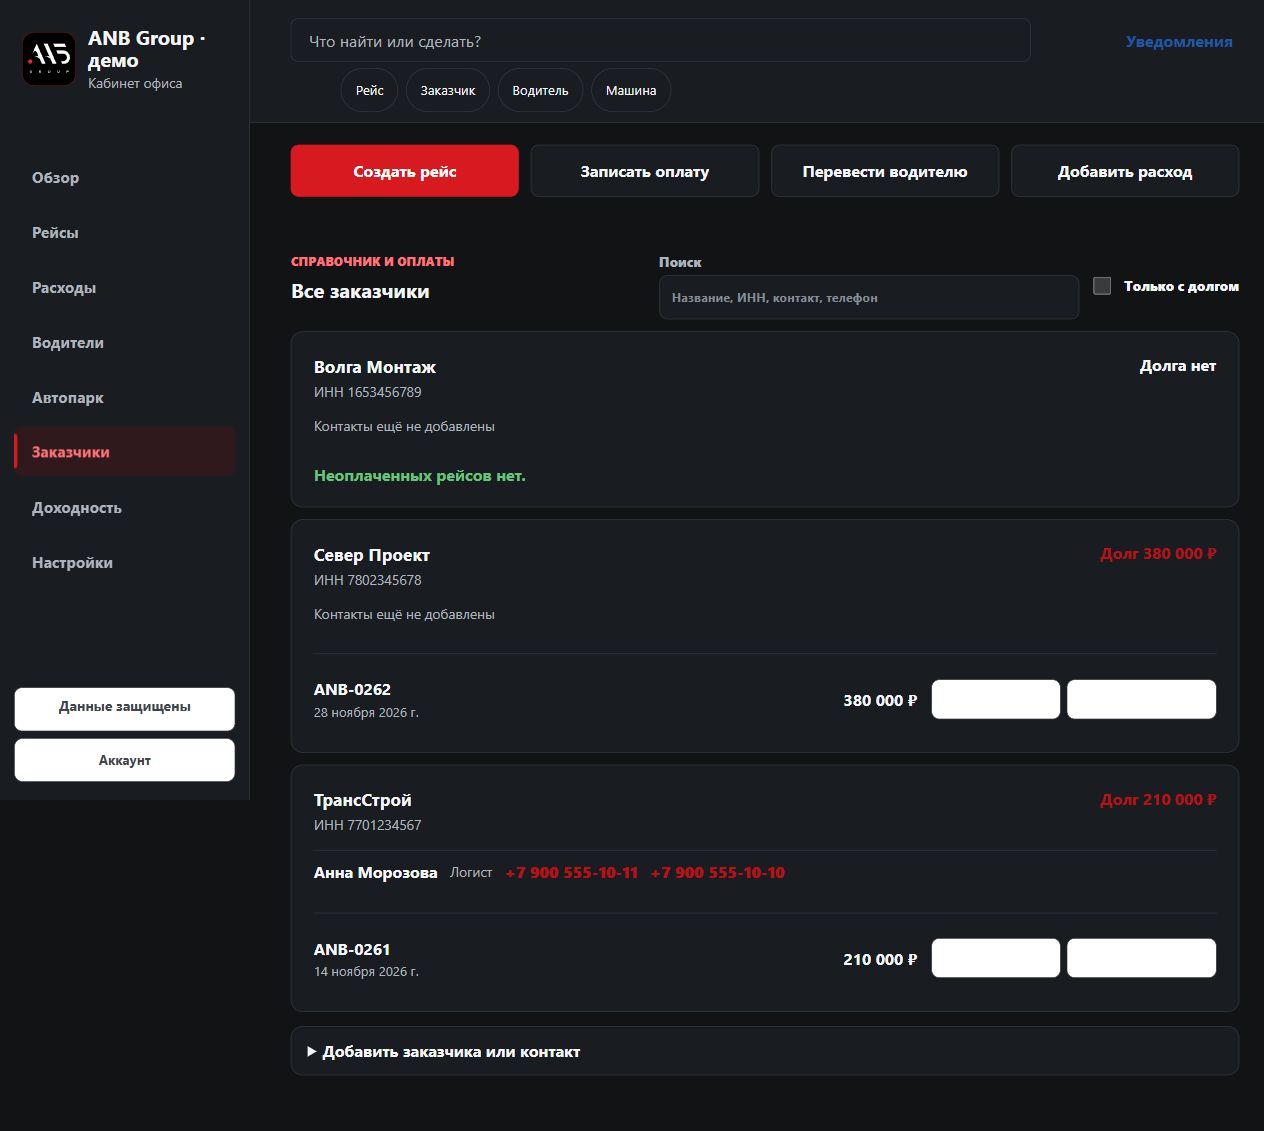 ANB Group ·
демо
Кабинет офиса
Обзор
Рейсы
Расходы
Водители
Автопарк
Заказчики
Доходность
Настройки
Данные защищены
Аккаунт
Что найти или сделать?
Уведомления
Рейс
Заказчик
Водитель
Машина
Создать рейс
Записать оплату
Перевести водителю
Добавить расход
СПРАВОЧНИК И ОПЛАТЫ
Все заказчики
Поиск
Название, ИНН, контакт, телефон
Только с долгом
Волга Монтаж
Долга нет
ИНН 1653456789
Контакты ещё не добавлены
Неоплаченных рейсов нет.
Север Проект
Долг 380 000 ₽
ИНН 7802345678
Контакты ещё не добавлены
ANB-0262
28 ноября 2026 г.
380 000 ₽
ТрансСтрой
Долг 210 000 ₽
ИНН 7701234567
Анна Морозова Логист +7 900 555-10-11 +7 900 555-10-10
ANB-0261
14 ноября 2026 г.
210 000 ₽
Добавить заказчика или контакт